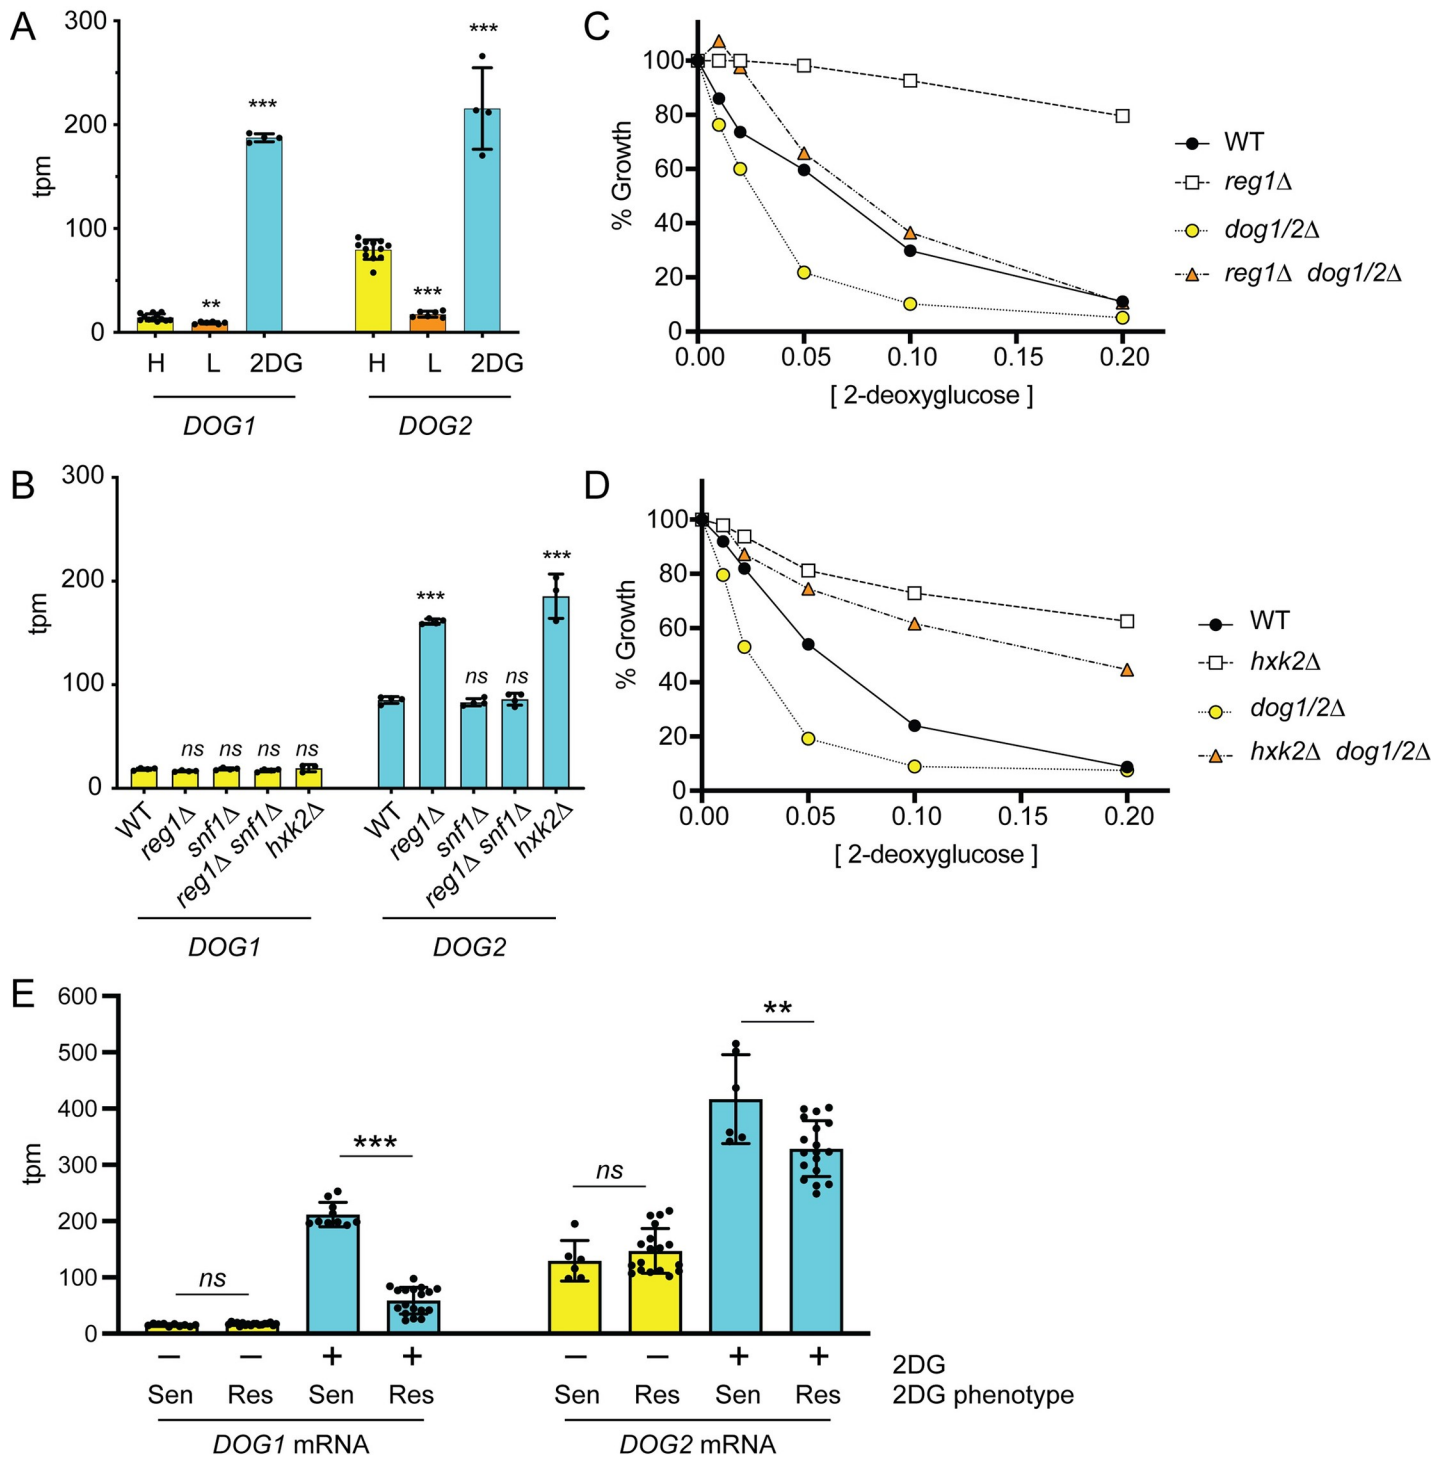 A
300
200
100
0
tpm
**
***
***
***
H L 2DG H L 2DG
DOG1 DOG2
C
100
80
60
40
20
0
% Growth
0.00 0.05 0.10 0.15 0.20
[ 2-deoxyglucose ]
WT
reg1Δ
dog1/2Δ
reg1Δ dog1/2Δ
B
300
200
100
0
tpm
ns ns ns ns
*** ns ns ***
WT reg1Δ snf1Δ reg1Δ snf1Δ hxk2Δ WT reg1Δ snf1Δ reg1Δ snf1Δ hxk2Δ
DOG1 DOG2
D
100
80
60
40
20
0
% Growth
0.00 0.05 0.10 0.15 0.20
[ 2-deoxyglucose ]
WT
hxk2Δ
dog1/2Δ
hxk2Δ dog1/2Δ
E
600
500
400
300
200
100
0
tpm
ns *** ns **
– – + + – – + + 2DG
Sen Res Sen Res Sen Res Sen Res 2DG phenotype
DOG1 mRNA DOG2 mRNA